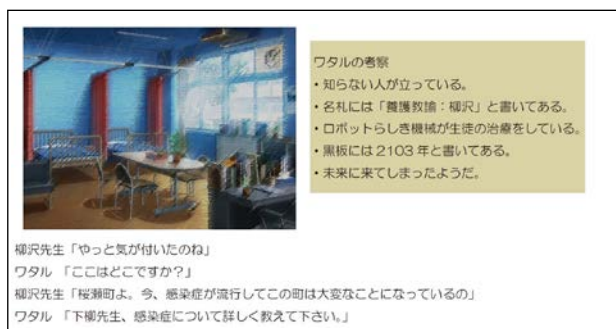 ワタルの考察
・知らない人が立っている。
・名札には「養護教諭:柳沢」と書いてある。
・ロボットらしき機械が生徒の治療をしている。
・黒板には2103年と書いてある。
・未来に来てしまったようだ。
柳沢先生「やっと気が付いたのね」
ワタル 「ここはどこですか?」
柳沢先生「桜瀬町よ。今、感染症が流行してこの町は大変なことになっているの」
ワタル 「下柳先生、感染症について詳しく教えて下さい。」